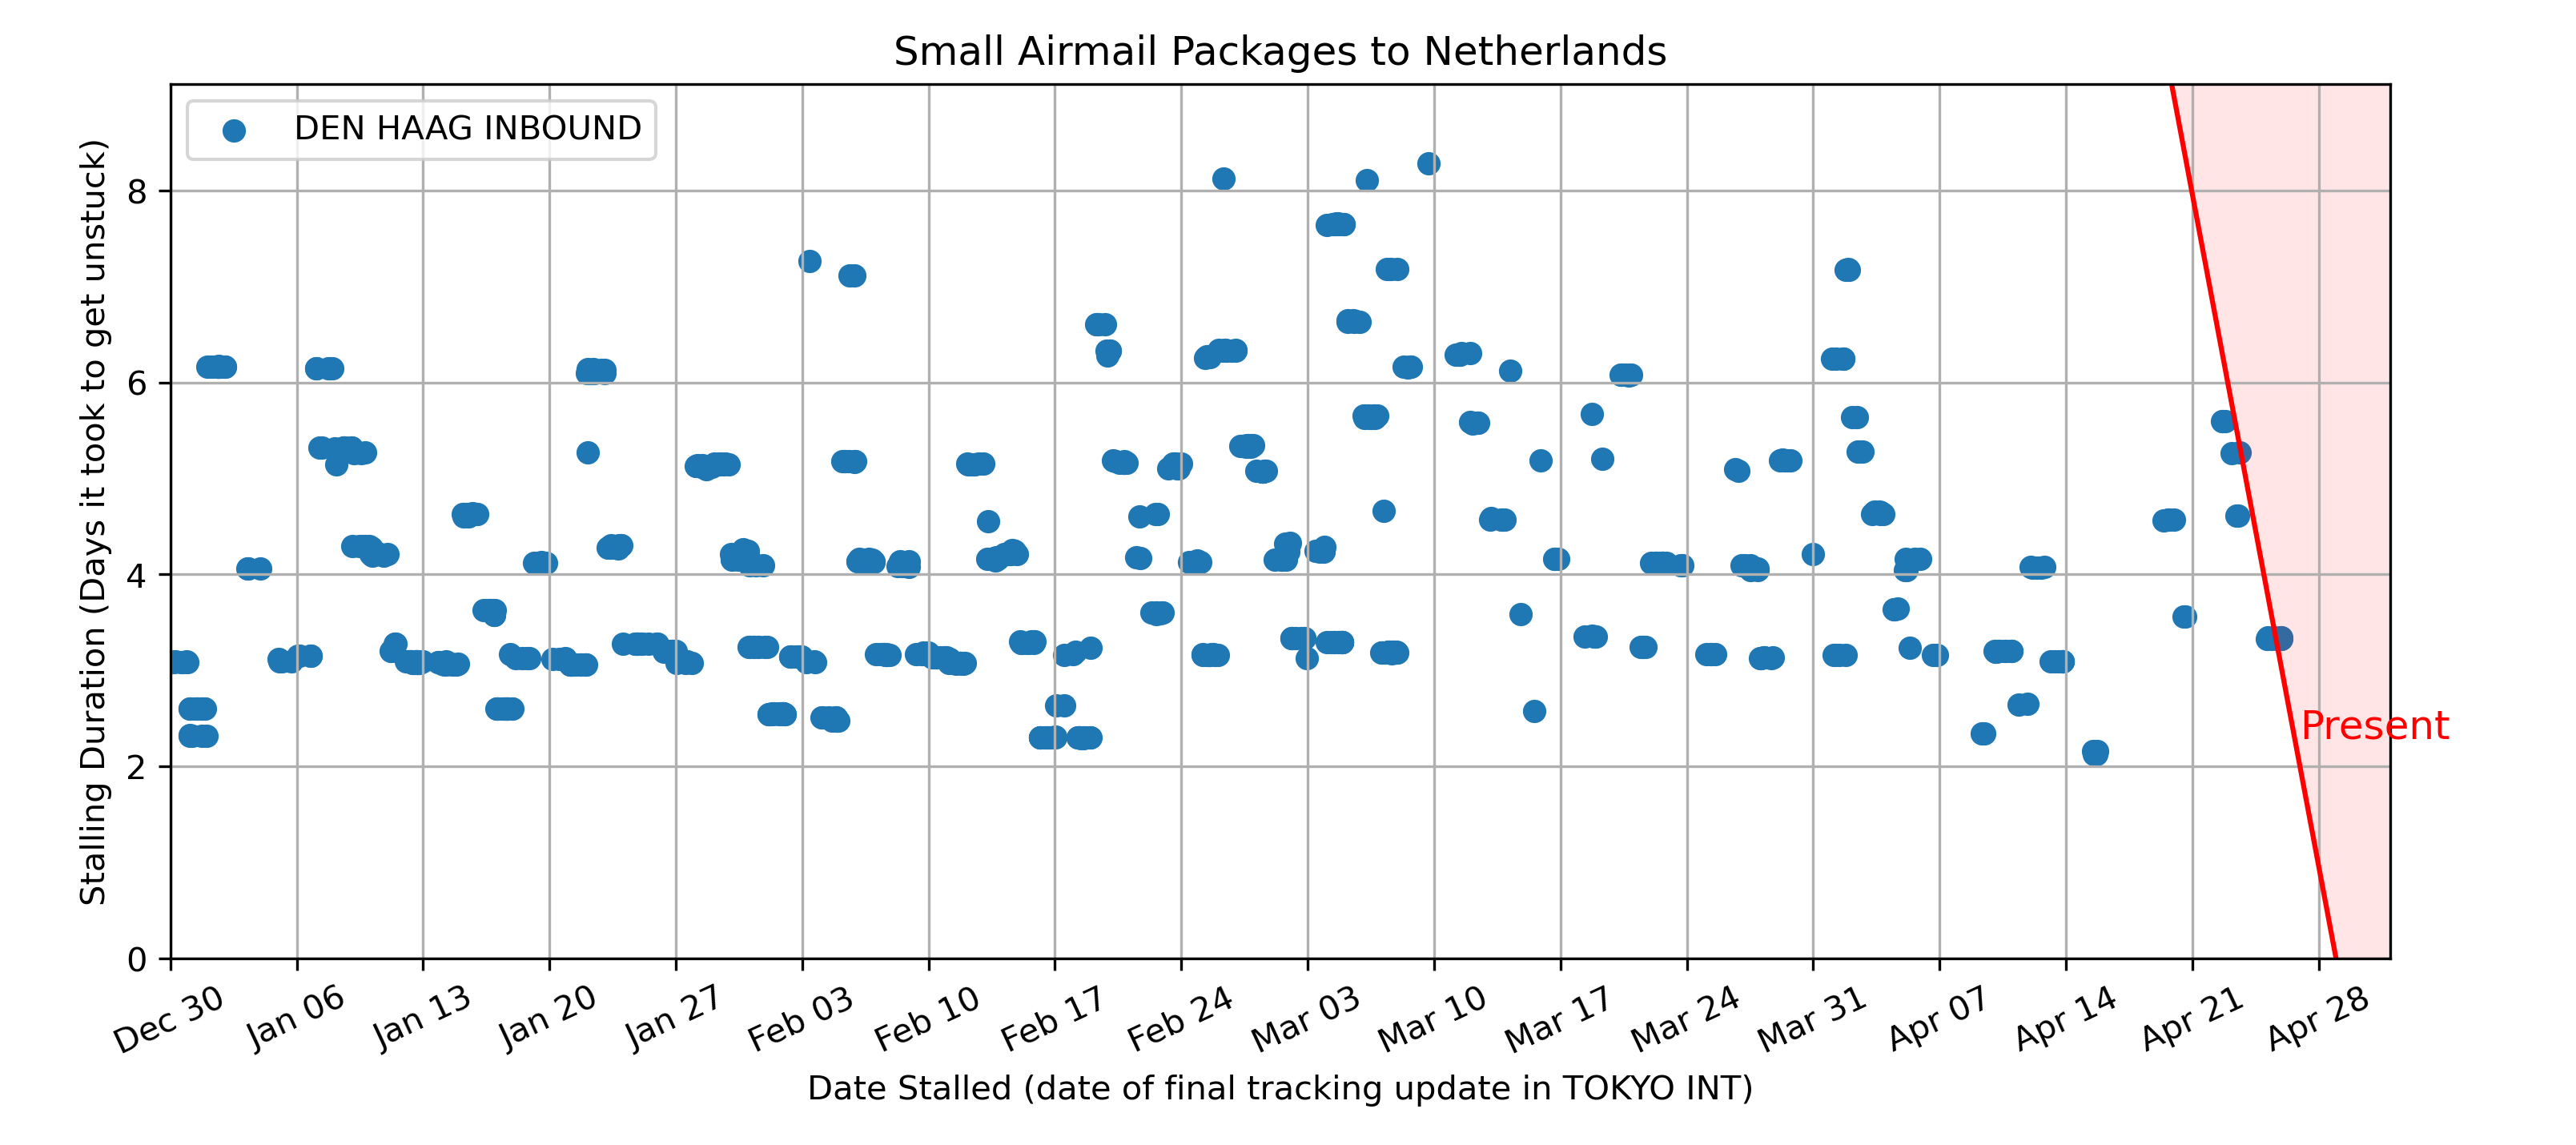 Small Airmail Packages to Netherlands
DEN HAAG INBOUND
Stalling Duration (Days it took to get unstuck)
8
6
4
2
0
Present
Dec 30
Jan 06
Jan 13
Jan 20
Jan 27
Feb 03
Feb 10
Feb 17
Feb 24
Mar 03
Mar 10
Mar 17
Mar 24
Mar 31
Apr 07
Apr 14
Apr 21
Apr 28
Date Stalled (date of final tracking update in TOKYO INT)